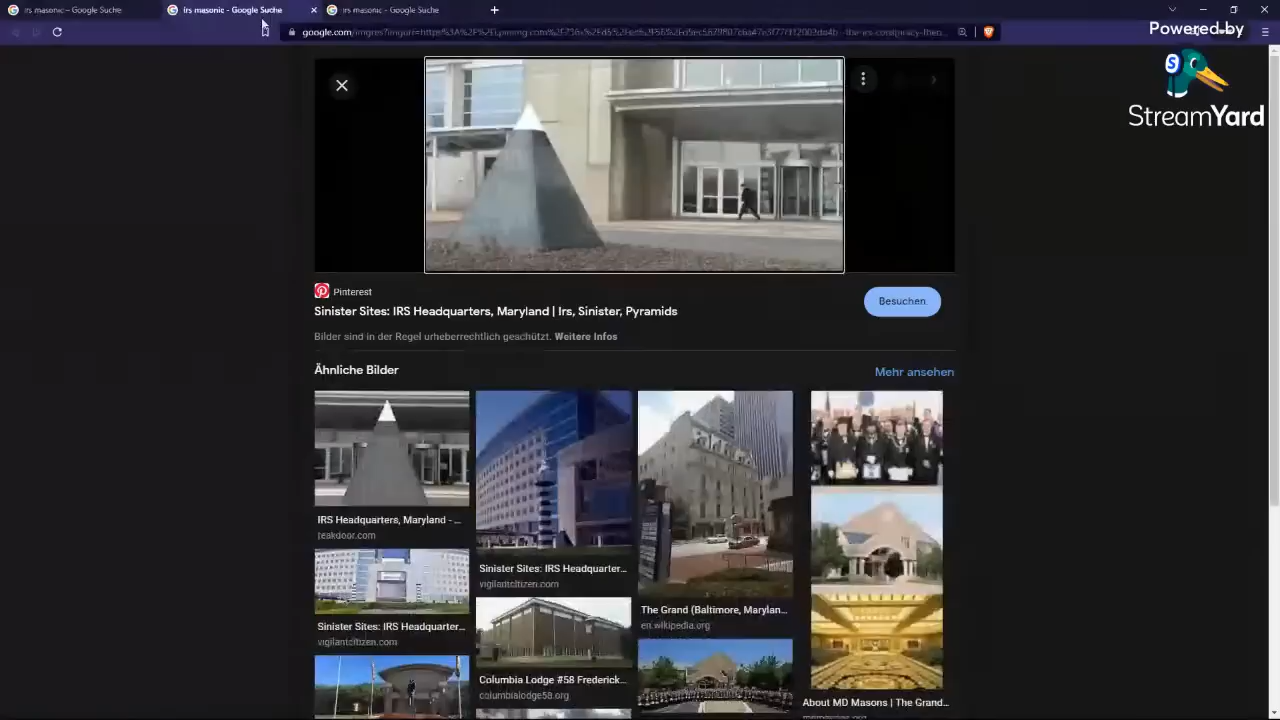 irs masonic - Google Suche
irs masonic - Google Suche
irs masonic - Google Suche
Powered by
StreamYard
Pinterest
Sinister Sites: IRS Headquarters, Maryland | Irs, Sinister, Pyramids
Besuchen
Bilder sind in der Regel urheberrechtlich geschützt. Weitere Infos
Ähnliche Bilder
Mehr ansehen
IRS Headquarters, Maryland - ...
teakdoor.com
Sinister Sites: IRS Headquarter...
vigilantcitizen.com
The Grand (Baltimore, Marylan...
en.wikipedia.org
Sinister Sites: IRS Headquarter...
vigilantcitizen.com
Columbia Lodge #58 Frederick...
columbialodge58.org
About MD Masons | The Grand...